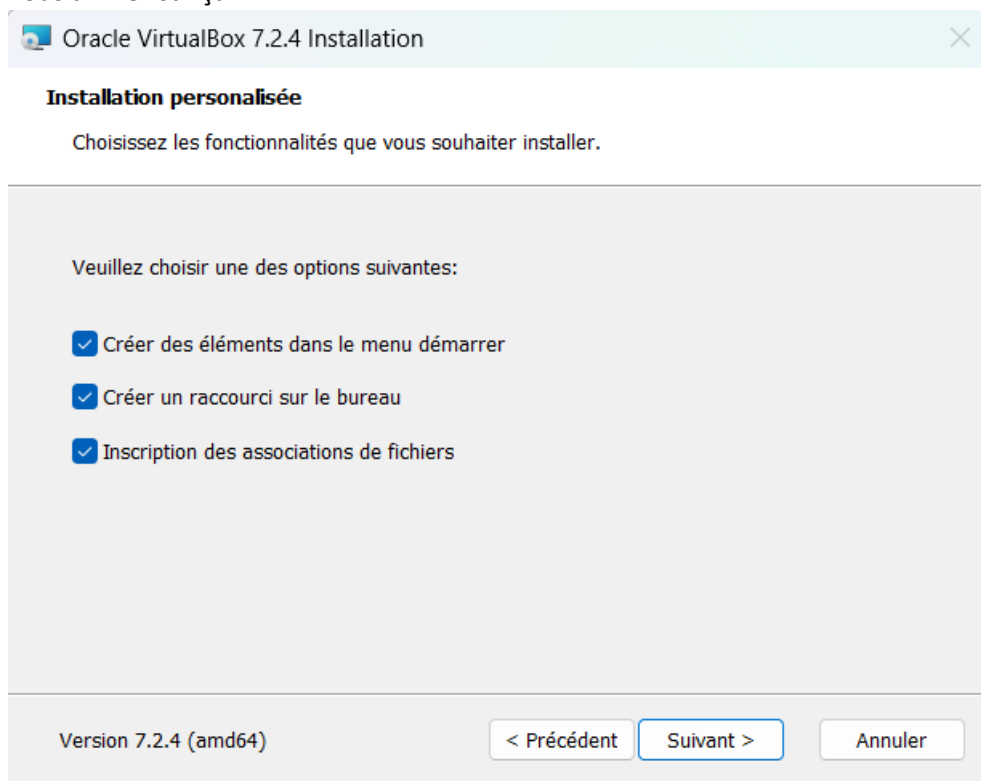 Oracle VirtualBox 7.2.4 Installation
Installation personalisée
Choisissez les fonctionnalités que vous souhaiter installer.
Veuillez choisir une des options suivantes:
Créer des éléments dans le menu démarrer
Créer un raccourci sur le bureau
Inscription des associations de fichiers
Version 7.2.4 (amd64)
< Précédent
Suivant >
Annuler